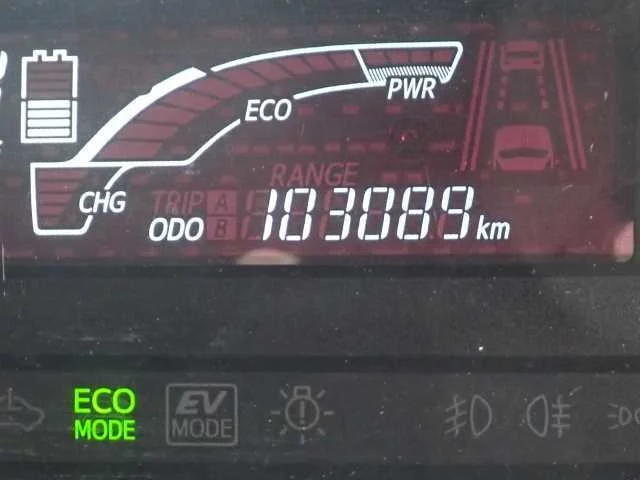 PWR
ECO
RANGE
CHG
TRIP A
ODO B 103089 km
ECO MODE
EV MODE